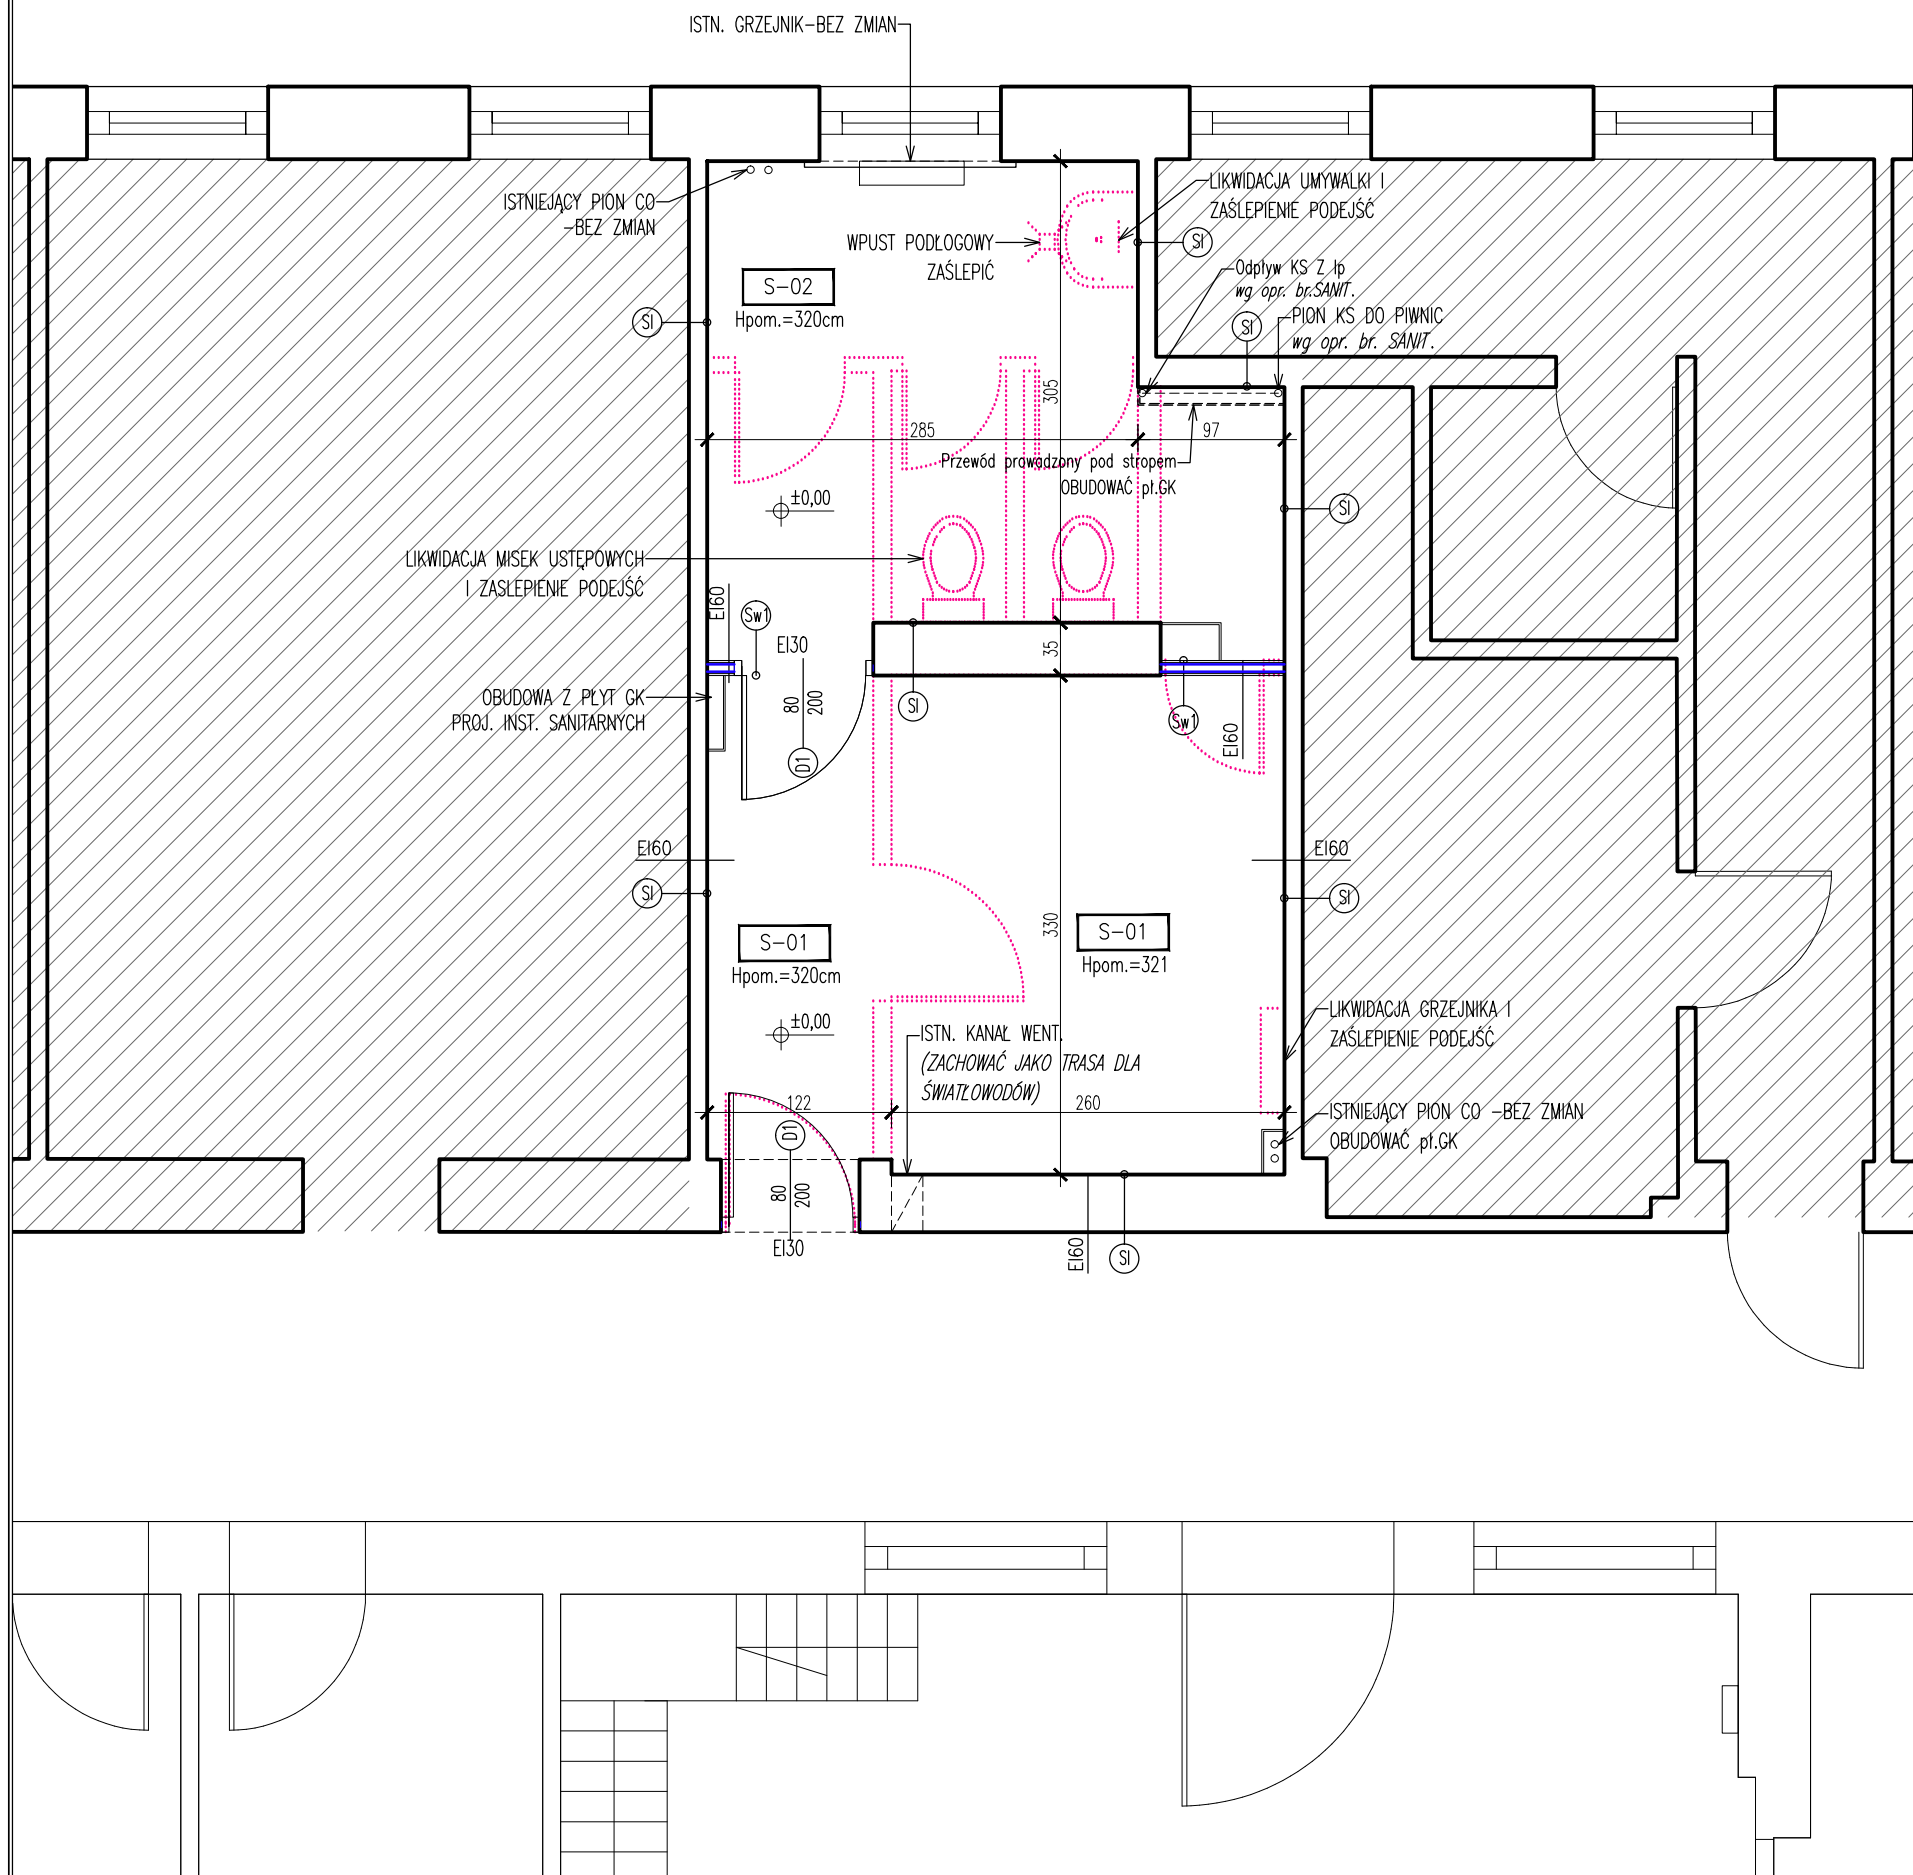 ISTN. GRZEJNIK-BEZ ZMIAN
ISTNIEJĄCY PION CO
-BEZ ZMIAN
WPUST PODŁOGOWY
ZAŚLEPIĆ
LIKWIDACJA UMYWALKI I
ZAŚLEPIENIE PODEJŚĆ
SI
Odpływ KS Z Ip
wg opr. br.SANIT.
PION KS DO PIWNIC
wg opr. br. SANIT.
SI
S-02
Hpom.=320cm
SI
305
285
97
Przewód prowadzony pod stropem
OBUDOWAĆ pł.GK
±0,00
SI
LIKWIDACJA MISEK USTĘPOWYCH
I ZASLEPIENIE PODEJŚĆ
EI60
Sw1
EI30
80
200
D1
35
SI
Sw1
EI60
OBUDOWA Z PŁYT GK
PROJ. INST. SANITARNYCH
EI60
SI
EI60
SI
S-01
Hpom.=320cm
±0,00
330
S-01
Hpom.=321
ISTN. KANAŁ WENT.
(ZACHOWAĆ JAKO TRASA DLA
ŚWIATŁOWODÓW)
LIKWIDACJA GRZEJNIKA I
ZAŚLEPIENIE PODEJŚĆ
122
260
ISTNIEJĄCY PION CO -BEZ ZMIAN
OBUDOWAĆ pł.GK
D1
80
200
EI30
EI60
SI